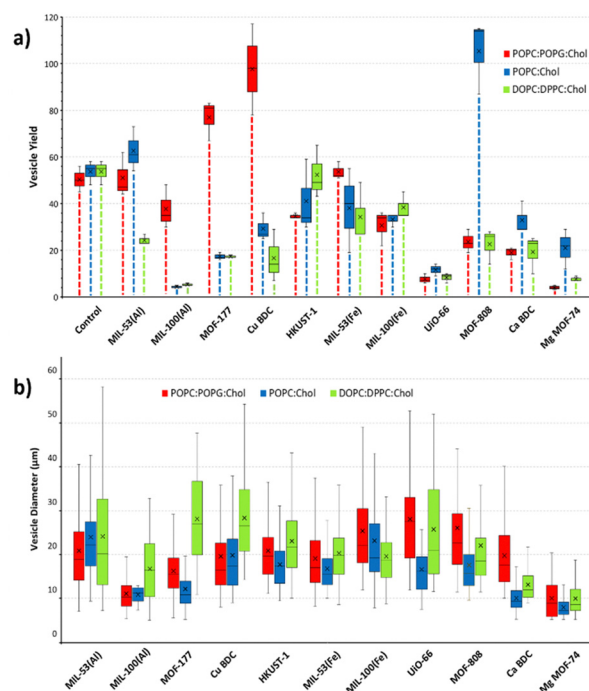 a)
120
100
80
60
40
20
0
Vesicle Yield
POPC:POPG:Chol
POPC:Chol
DOPC:DPPC:Chol
Control
MIL-53(Al)
MIL-100(Al)
MOF-177
Cu BDC
HKUST-1
MIL-53(Fe)
MIL-100(Fe)
UiO-66
MOF-808
Ca BDC
Mg MOF-74
b)
60
50
40
30
20
10
0
Vesicle Diameter (μm)
POPC:POPG:Chol
POPC:Chol
DOPC:DPPC:Chol
MIL-53(Al)
MIL-100(Al)
MOF-177
Cu BDC
HKUST-1
MIL-53(Fe)
MIL-100(Fe)
UiO-66
MOF-808
Ca BDC
Mg MOF-74